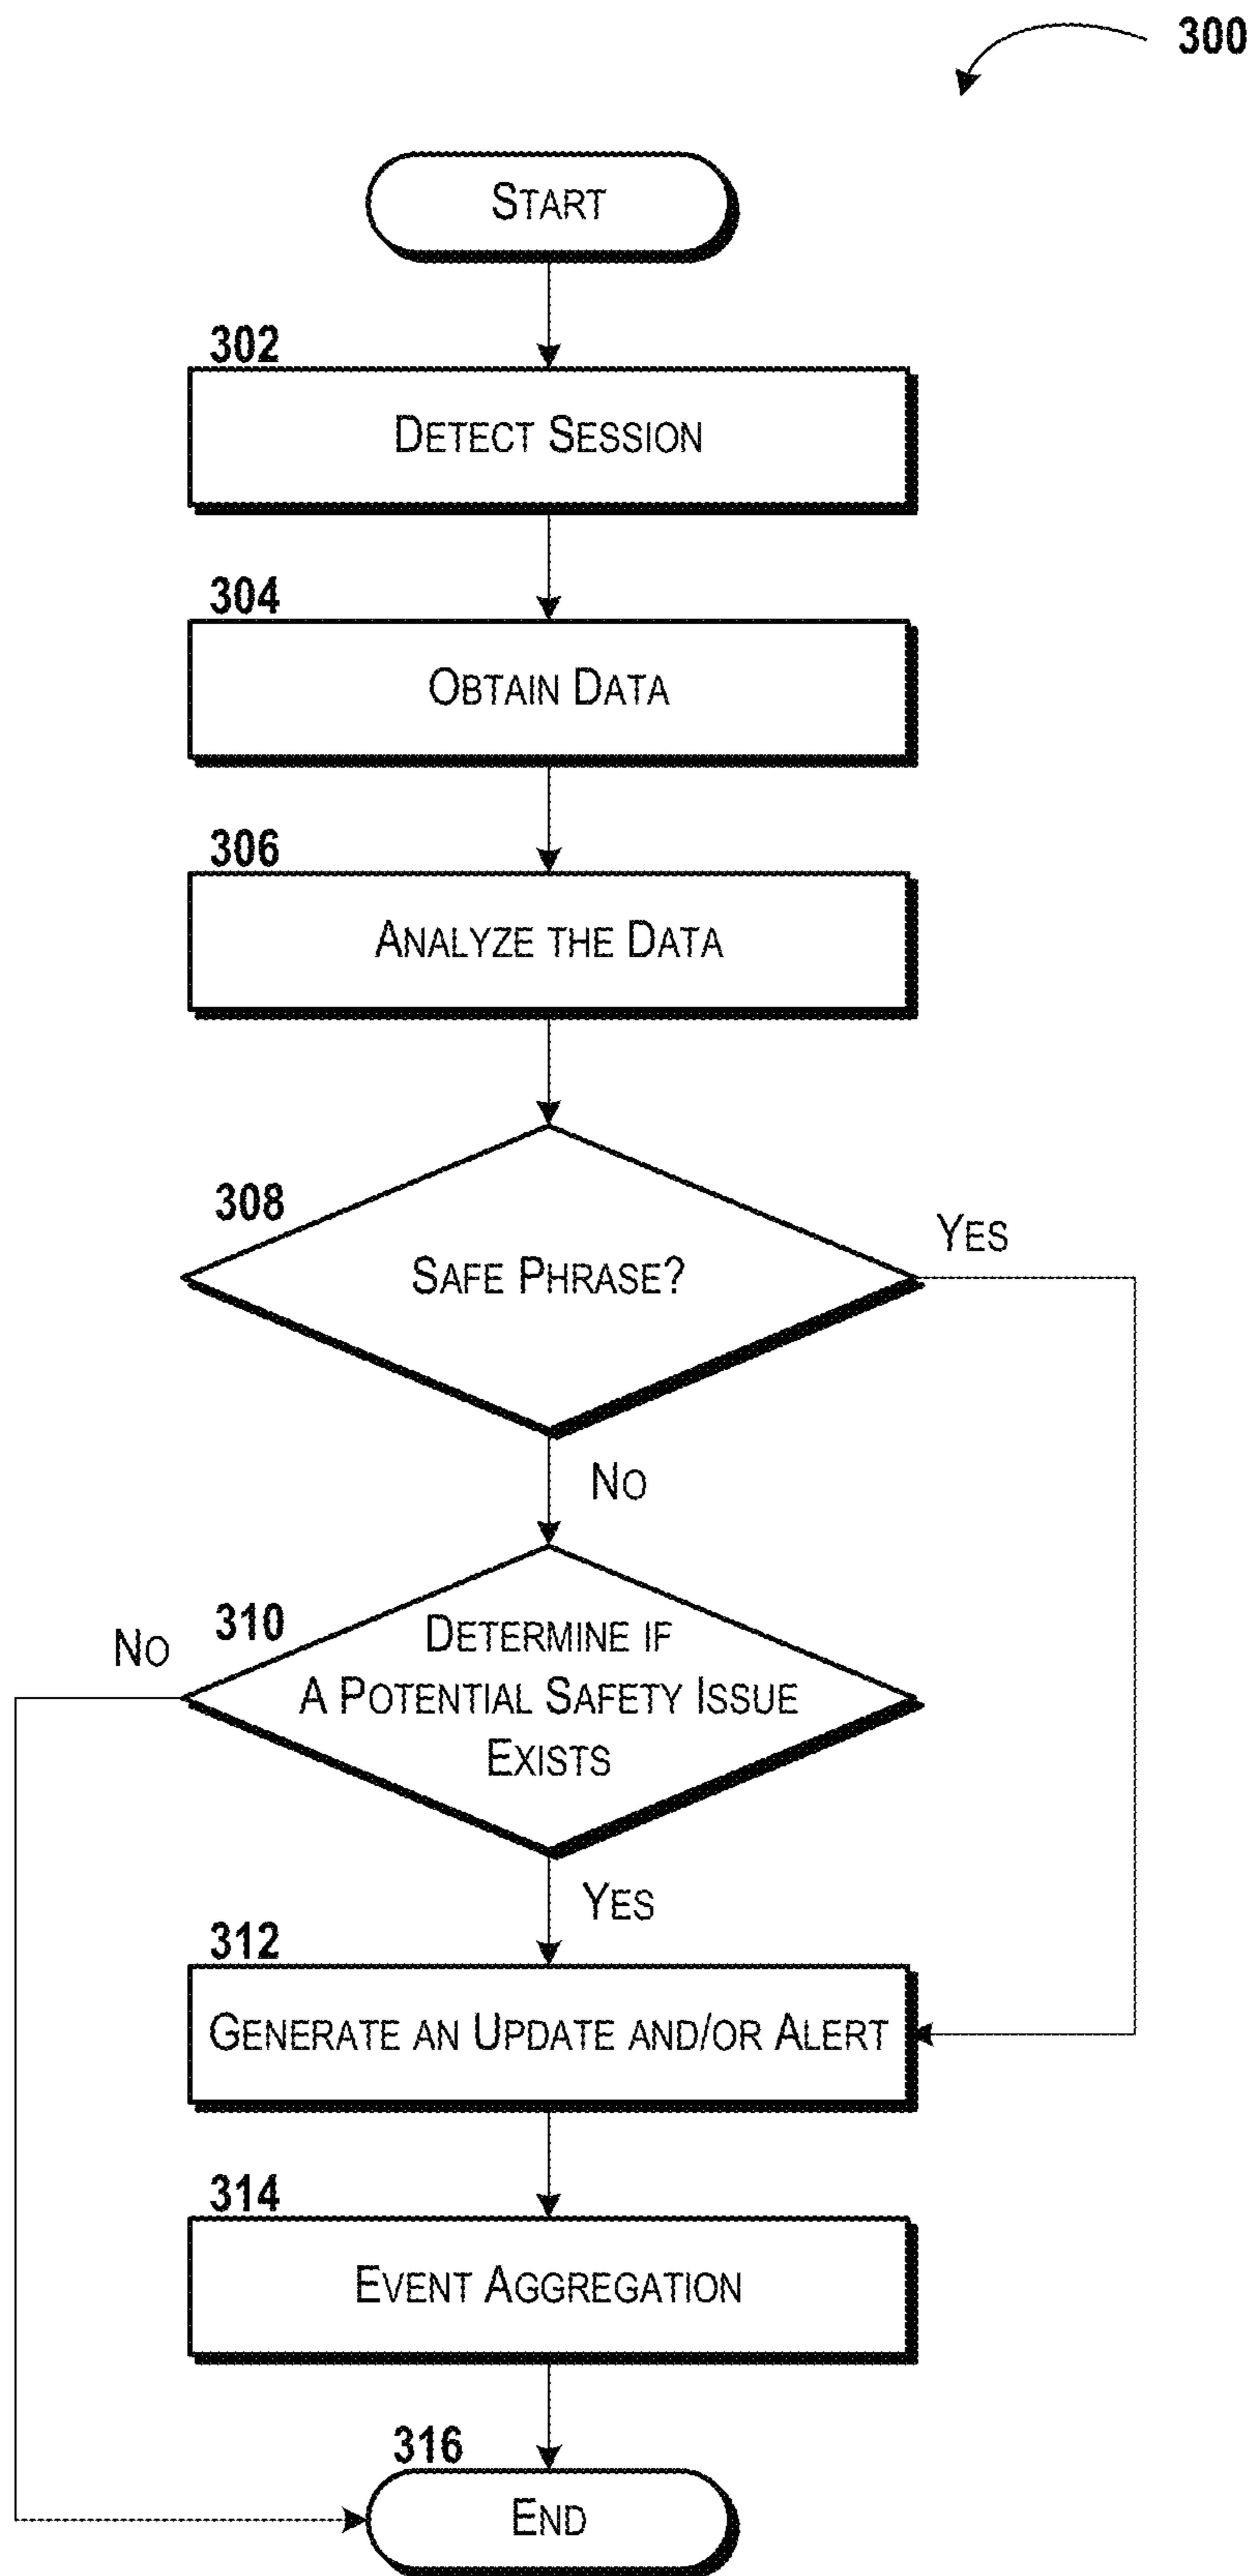 300
START
302
DETECT SESSION
304
OBTAIN DATA
306
ANALYZE THE DATA
308
SAFE PHRASE?
YES
NO
310
NO
DETERMINE IF
A POTENTIAL SAFETY ISSUE
EXISTS
YES
312
GENERATE AN UPDATE AND/OR ALERT
314
EVENT AGGREGATION
316
END